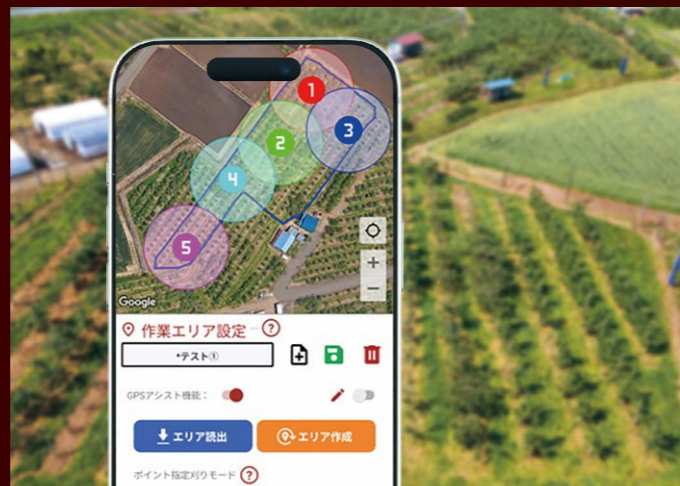 1
2
3
4
5
Google
作業エリア設定 … ?
*テスト①
GPSアシスト機能：
エリア読出
エリア作成
ポイント指定刈りモード ?